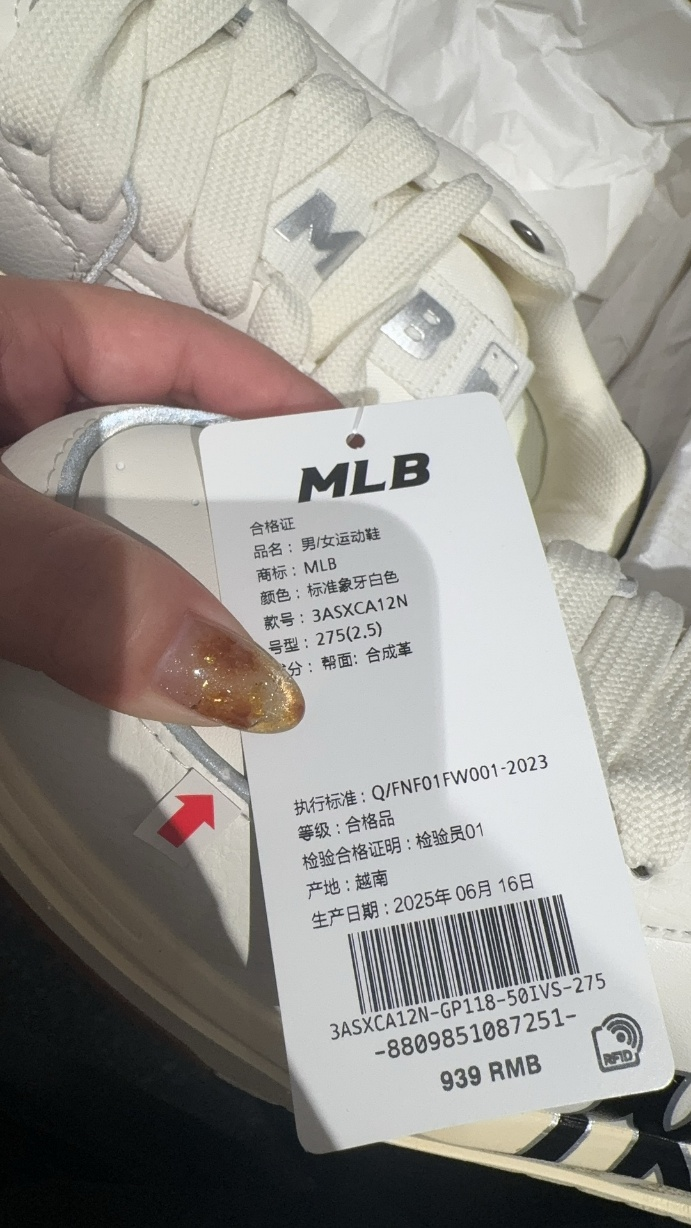 M
B
MLB
合格证
品名：男/女运动鞋
商标：MLB
颜色：标准象牙白色
款号：3ASXCA12N
号型：275(2.5)
分：帮面: 合成革
执行标准：Q/FNF01FW001-2023
等级：合格品
检验合格证明：检验员01
产地：越南
生产日期：2025年 06月 16日
3ASXCA12N-GP118-50IVS-275
-8809851087251-
RFID
939 RMB